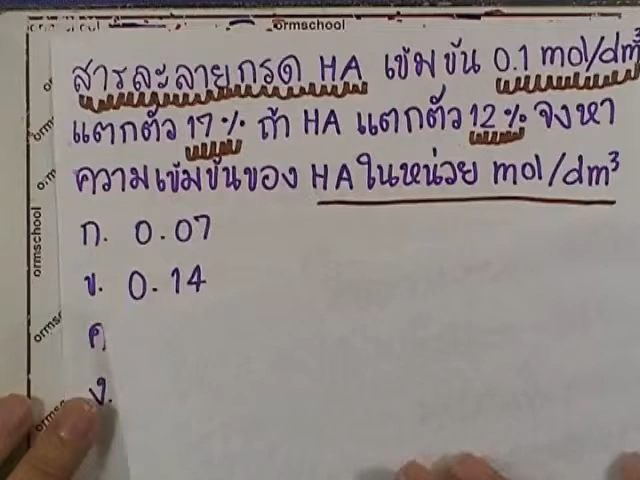 ormschool
สารละลายกรด HA เข้มข้น 0.1 mol/dm³
แตกตัว 17% ถ้า HA แตกตัว 12% จงหา
ความเข้มข้นของ HA ในหน่วย mol/dm³
ก. 0.07
ข. 0.14
ค
ง.
ormschool